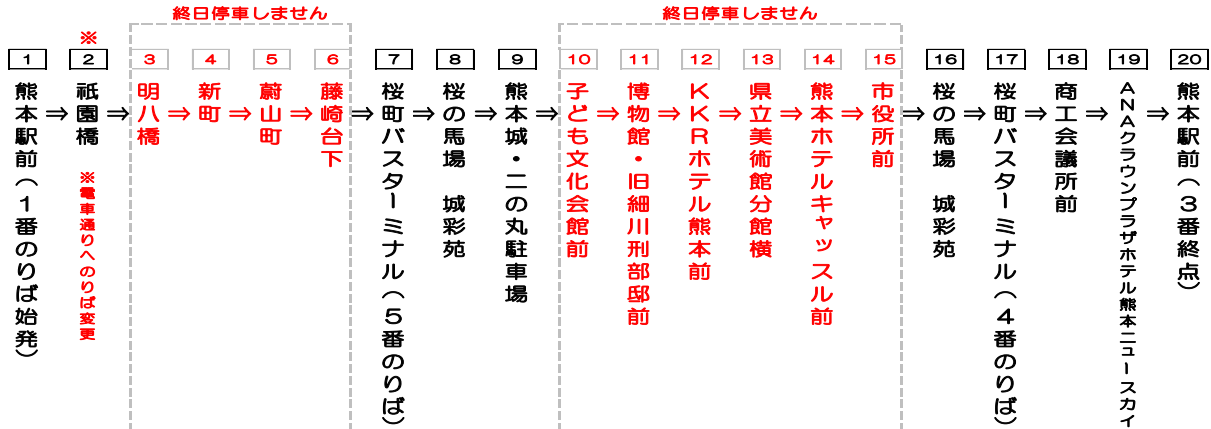 終日停車しません
終日停車しません
※
1
熊本駅前(1番のりば始発)
⇒
2
祇園橋 ※電車通りへのりば変更
⇒
3
明八橋
⇒
4
新町
⇒
5
蔚山町
⇒
6
藤崎台下
⇒
7
桜町バスターミナル(5番のりば)
⇒
8
桜の馬場 城彩苑
⇒
9
熊本城・二の丸駐車場
⇒
10
子ども文化会館前
⇒
11
博物館・旧細川刑部邸前
⇒
12
KKRホテル熊本前
⇒
13
県立美術館分館横
⇒
14
熊本ホテルキャッスル前
⇒
15
市役所前
⇒
16
桜の馬場 城彩苑
⇒
17
桜町バスターミナル(4番のりば)
⇒
18
商工会議所前
⇒
19
ANAクラウンプラザホテル熊本ニュースカイ
⇒
20
熊本駅前(3番終点)